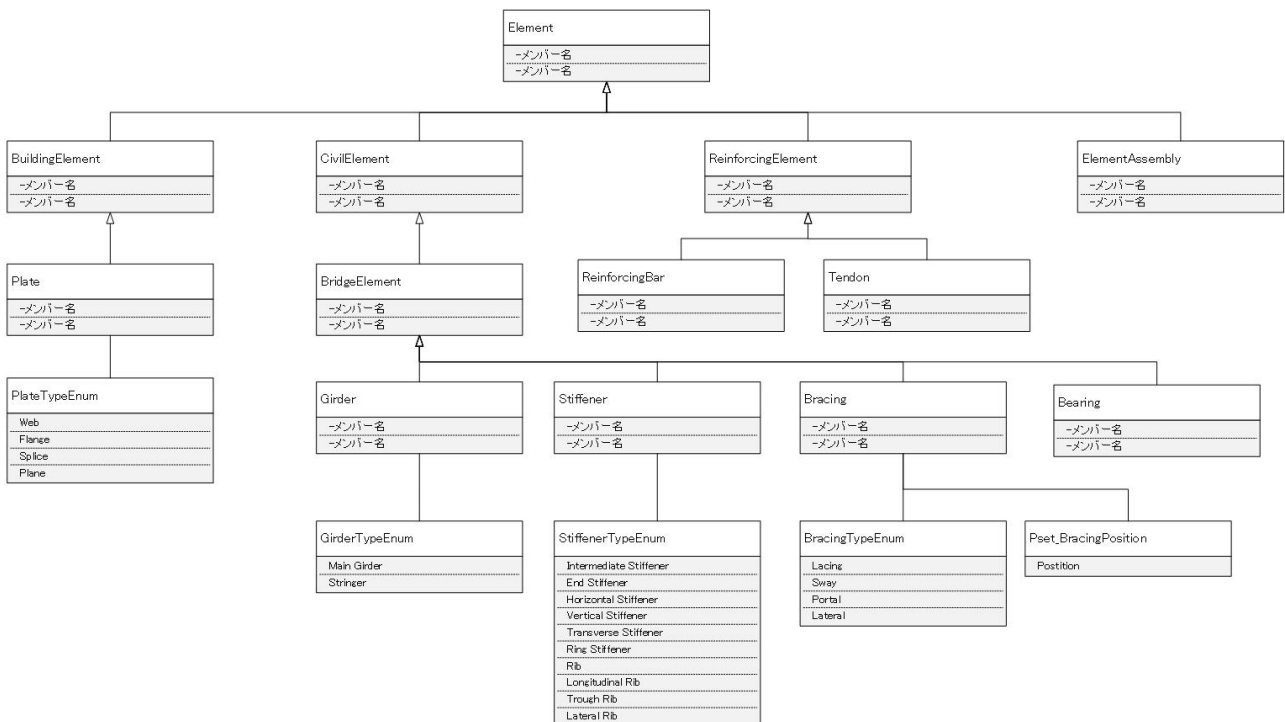 Element
-メンバー名
-メンバー名
BuildingElement
-メンバー名
-メンバー名
CivilElement
-メンバー名
-メンバー名
ReinforcingElement
-メンバー名
-メンバー名
ElementAssembly
-メンバー名
-メンバー名
Plate
-メンバー名
-メンバー名
BridgeElement
-メンバー名
-メンバー名
ReinforcingBar
-メンバー名
-メンバー名
Tendon
-メンバー名
-メンバー名
PlateTypeEnum
Web
Flange
Splice
Plane
Girder
-メンバー名
-メンバー名
Stiffener
-メンバー名
-メンバー名
Bracing
-メンバー名
-メンバー名
Bearing
-メンバー名
-メンバー名
GirderTypeEnum
Main Girder
Stringer
StiffenerTypeEnum
Intermediate Stiffener
End Stiffener
Horizontal Stiffener
Vertical Stiffener
Transverse Stiffener
Ring Stiffener
Rib
Longitudinal Rib
Trough Rib
Lateral Rib
BracingTypeEnum
Lacing
Sway
Portal
Lateral
Pset_BracingPosition
Postition